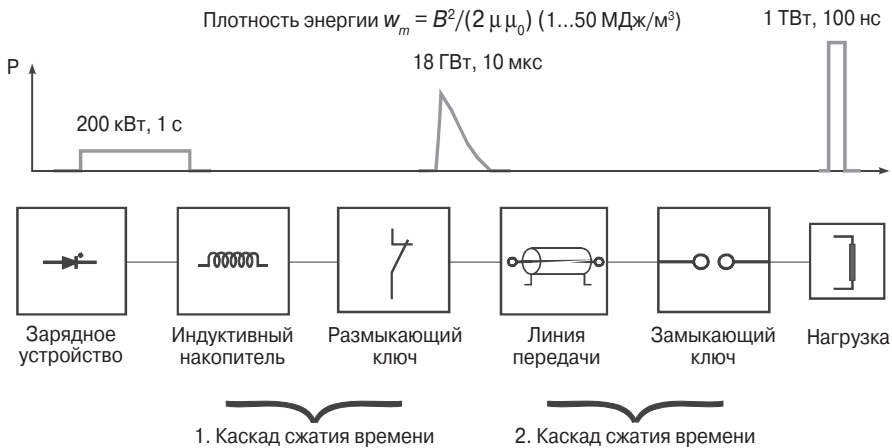 Плотность энергии wₘ = B²/(2 μ μ₀) (1...50 МДж/м³)
1 ТВт, 100 нс
18 ГВт, 10 мкс
P
200 кВт, 1 с
Зарядное
устройство
Индуктивный
накопитель
Размыкающий
ключ
Линия
передачи
Замыкающий
ключ
Нагрузка
1. Каскад сжатия времени
2. Каскад сжатия времени